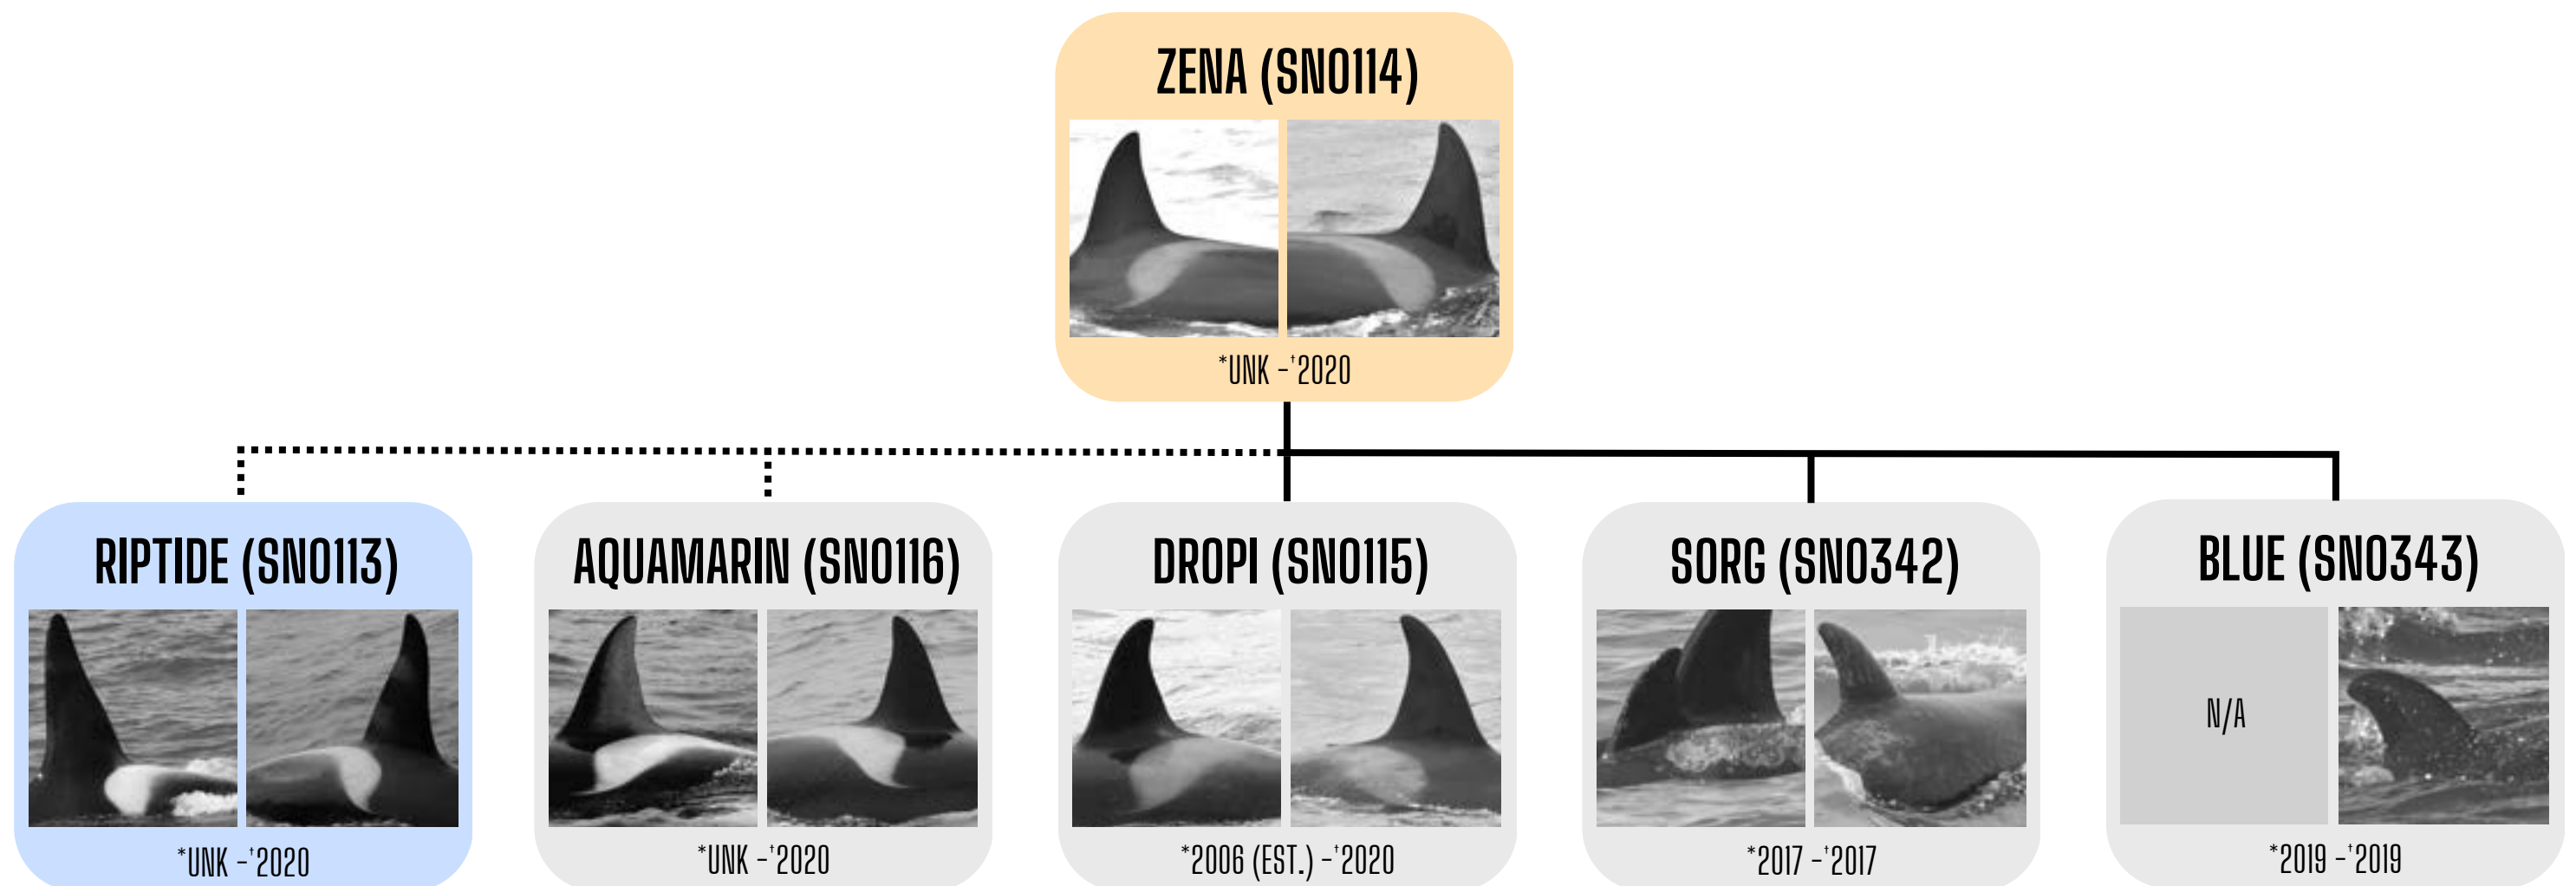 ZENA (SN0114)
*UNK -†2020
RIPTIDE (SN0113)
*UNK -†2020
AQUAMARIN (SN0116)
*UNK -†2020
DROPI (SN0115)
*2006 (EST.) -†2020
SORG (SN0342)
*2017 -†2017
BLUE (SN0343)
N/A
*2019 -†2019